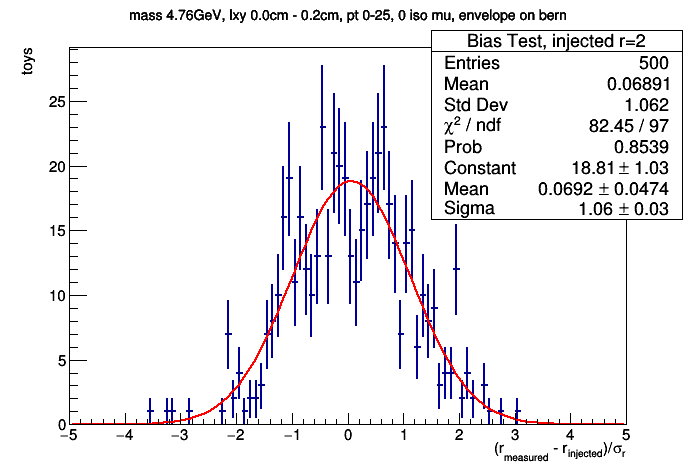 mass 4.76GeV, lxy 0.0cm - 0.2cm, pt 0-25, 0 iso mu, envelope on bern
Bias Test, injected r=2
Entries 500
Mean 0.06891
Std Dev 1.062
χ² / ndf 82.45 / 97
Prob 0.8539
Constant 18.81 ± 1.03
Mean 0.0692 ± 0.0474
Sigma 1.06 ± 0.03
toys
25
20
15
10
5
0
−5 −4 −3 −2 −1 0 1 2 3 4 5
(r_measured - r_injected)/σ_r